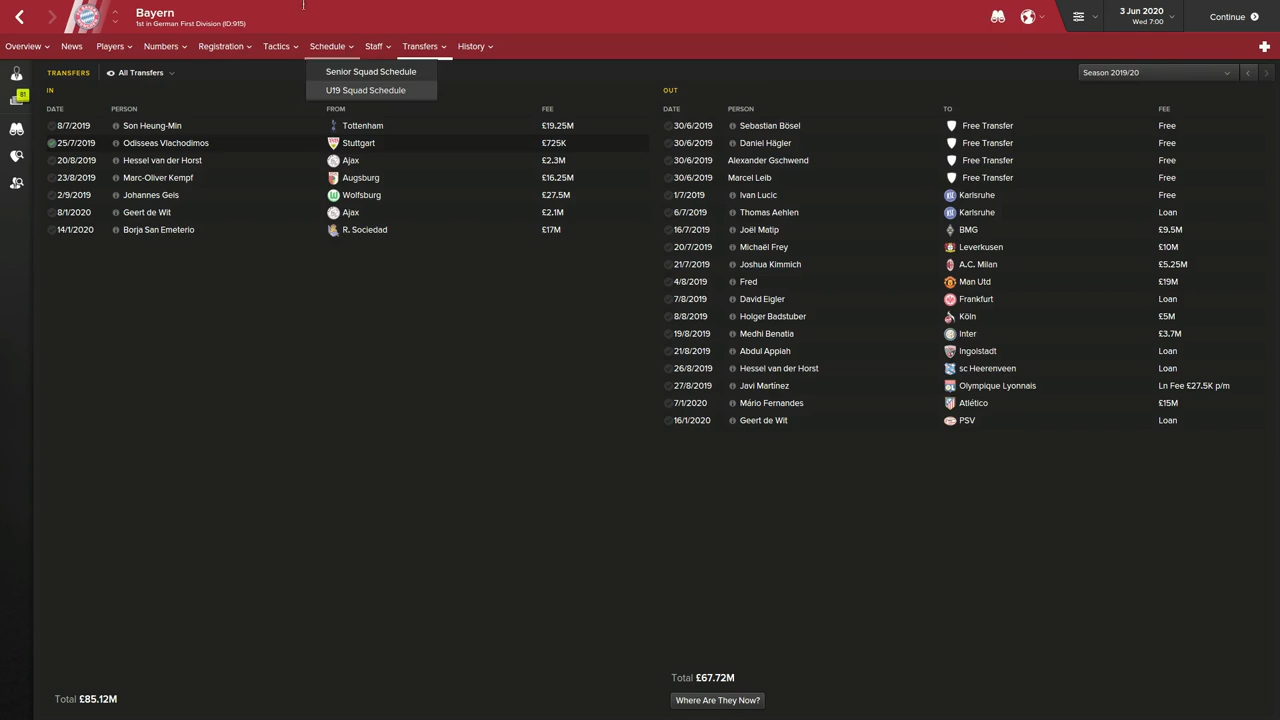 Bayern
1st in German First Division (ID:915)
3 Jun 2020
Wed 7:00
Continue
Overview News Players Numbers Registration Tactics Schedule Staff Transfers History
Senior Squad Schedule
U19 Squad Schedule
81
TRANSFERS All Transfers
Season 2019/20
IN
DATE PERSON FROM FEE
8/7/2019 Son Heung-Min Tottenham £19.25M
25/7/2019 Odisseas Vlachodimos Stuttgart £725K
20/8/2019 Hessel van der Horst Ajax £2.3M
23/8/2019 Marc-Oliver Kempf Augsburg £16.25M
2/9/2019 Johannes Geis Wolfsburg £27.5M
8/1/2020 Geert de Wit Ajax £2.1M
14/1/2020 Borja San Emeterio R. Sociedad £17M
Total £85.12M
OUT
DATE PERSON TO FEE
30/6/2019 Sebastian Bösel Free Transfer Free
30/6/2019 Daniel Hägler Free Transfer Free
30/6/2019 Alexander Gschwend Free Transfer Free
30/6/2019 Marcel Leib Free Transfer Free
1/7/2019 Ivan Lucic Karlsruhe Free
6/7/2019 Thomas Aehlen Karlsruhe Loan
16/7/2019 Joël Matip BMG £9.5M
20/7/2019 Michaël Frey Leverkusen £10M
21/7/2019 Joshua Kimmich A.C. Milan £5.25M
4/8/2019 Fred Man Utd £19M
7/8/2019 David Eigler Frankfurt Loan
8/8/2019 Holger Badstuber Köln £5M
19/8/2019 Medhi Benatia Inter £3.7M
21/8/2019 Abdul Appiah Ingolstadt Loan
26/8/2019 Hessel van der Horst sc Heerenveen Loan
27/8/2019 Javi Martínez Olympique Lyonnais Ln Fee £27.5K p/m
7/1/2020 Mário Fernandes Atlético £15M
16/1/2020 Geert de Wit PSV Loan
Total £67.72M
Where Are They Now?